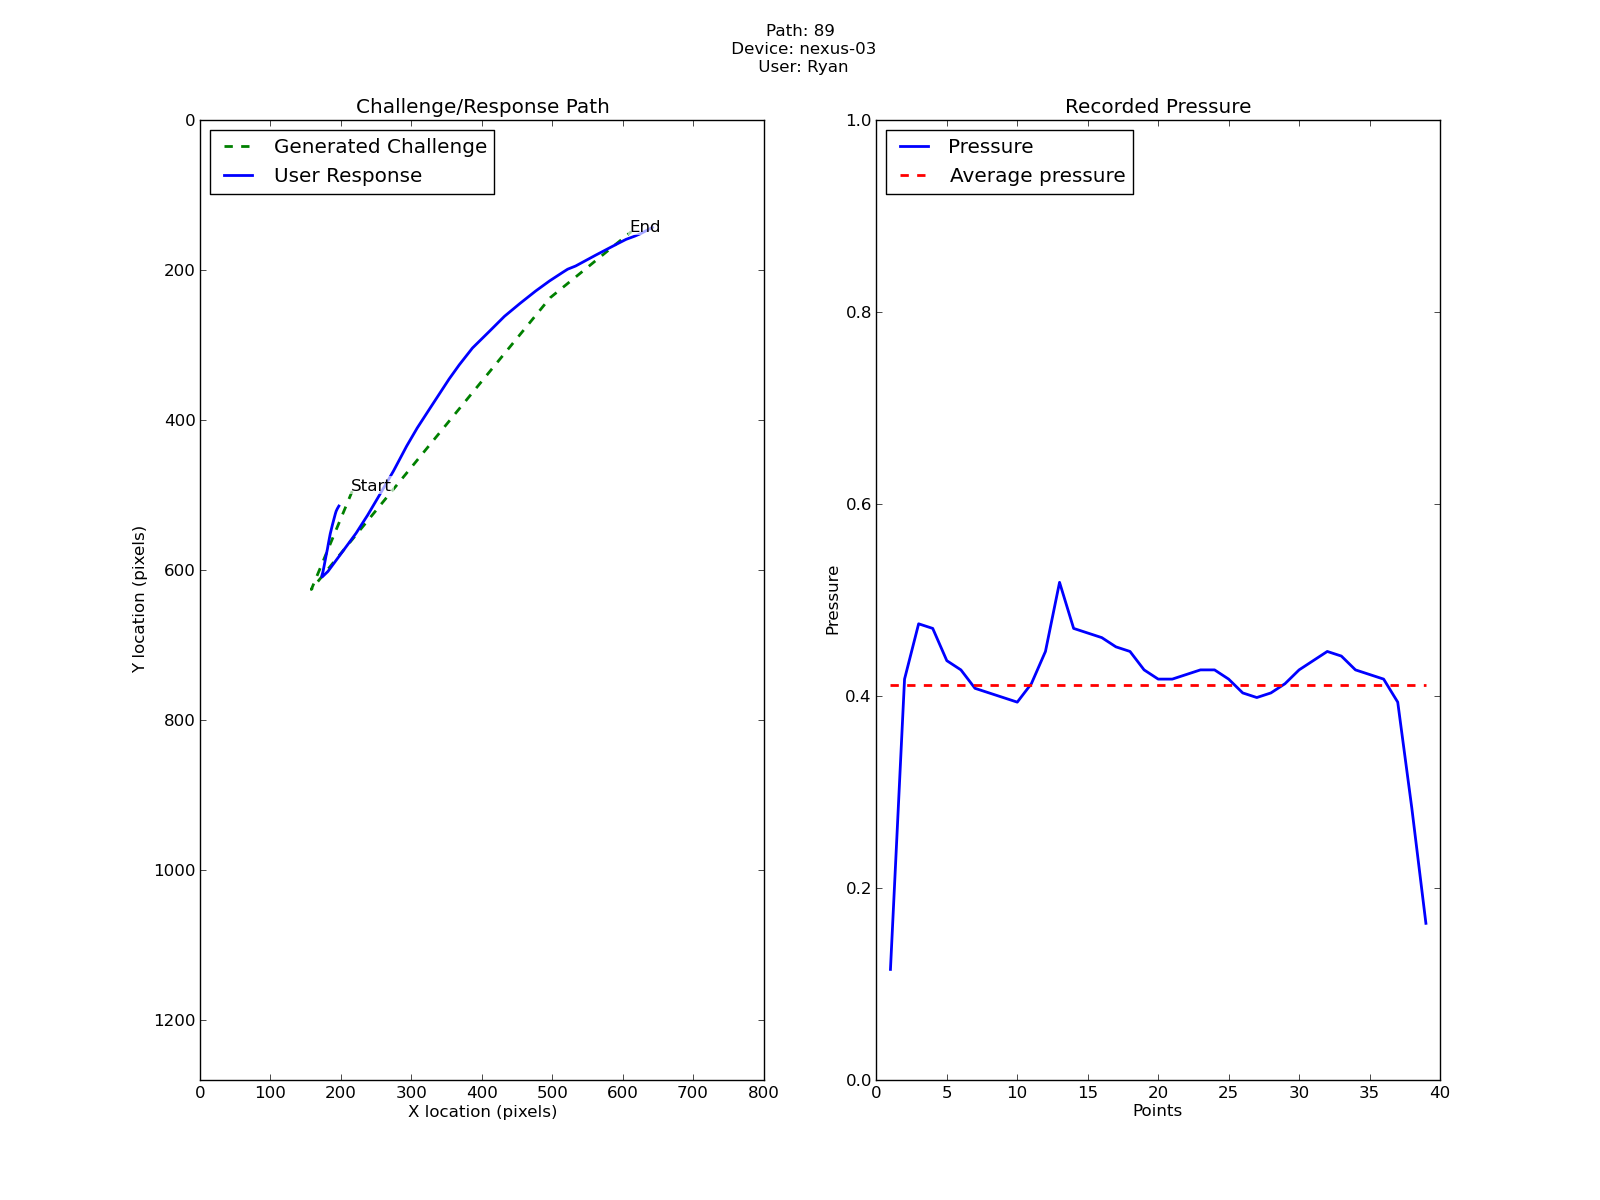 Path: 89
Device: nexus-03
User: Ryan
Challenge/Response Path
Generated Challenge
User Response
End
Start
0
200
400
600
800
1000
1200
Y location (pixels)
0 100 200 300 400 500 600 700 800
X location (pixels)
Recorded Pressure
Pressure
Average pressure
1.0
0.8
0.6
0.4
0.2
0.0
Pressure
0 5 10 15 20 25 30 35 40
Points